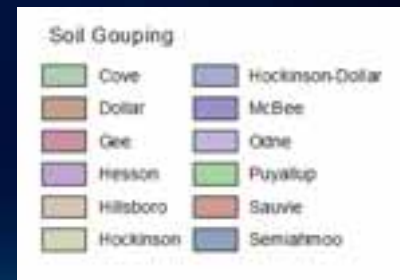 Soil Gouping
Cove
Dollar
Gee
Hesson
Hillsboro
Hockinson
Hockinson-Dollar
McBee
Odne
Puyallup
Sauvie
Semiahmoo